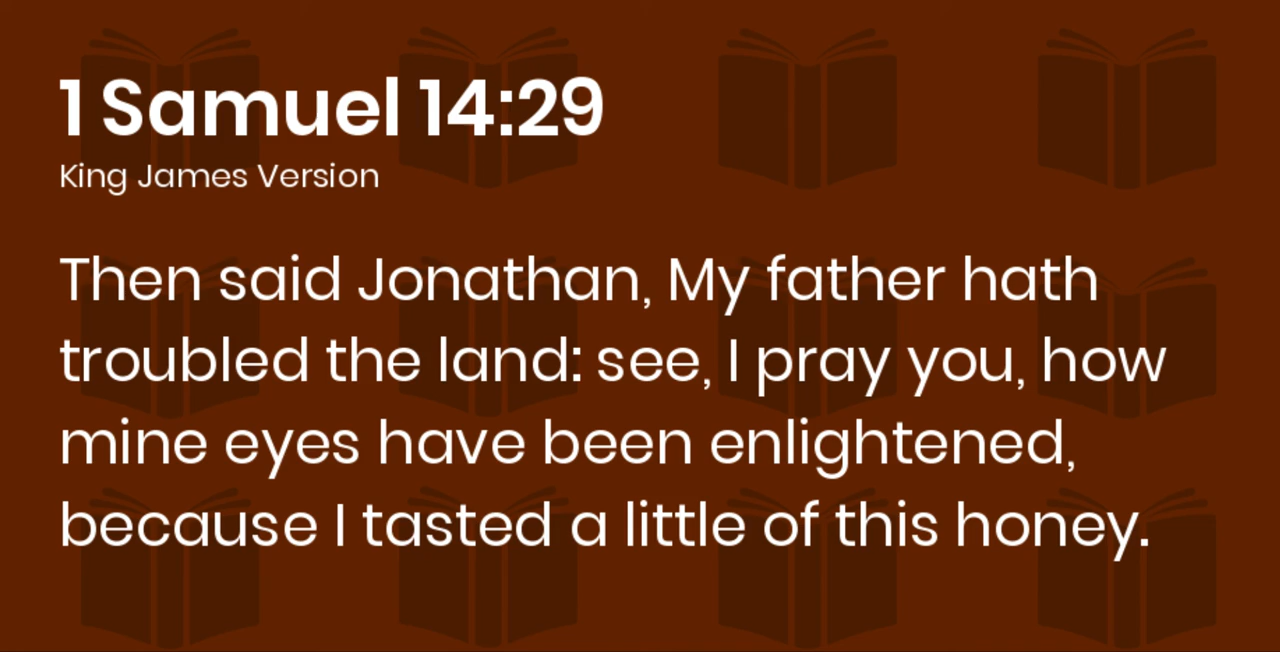 1 Samuel 14:29
King James Version
Then said Jonathan, My father hath
troubled the land: see, I pray you, how
mine eyes have been enlightened,
because I tasted a little of this honey.